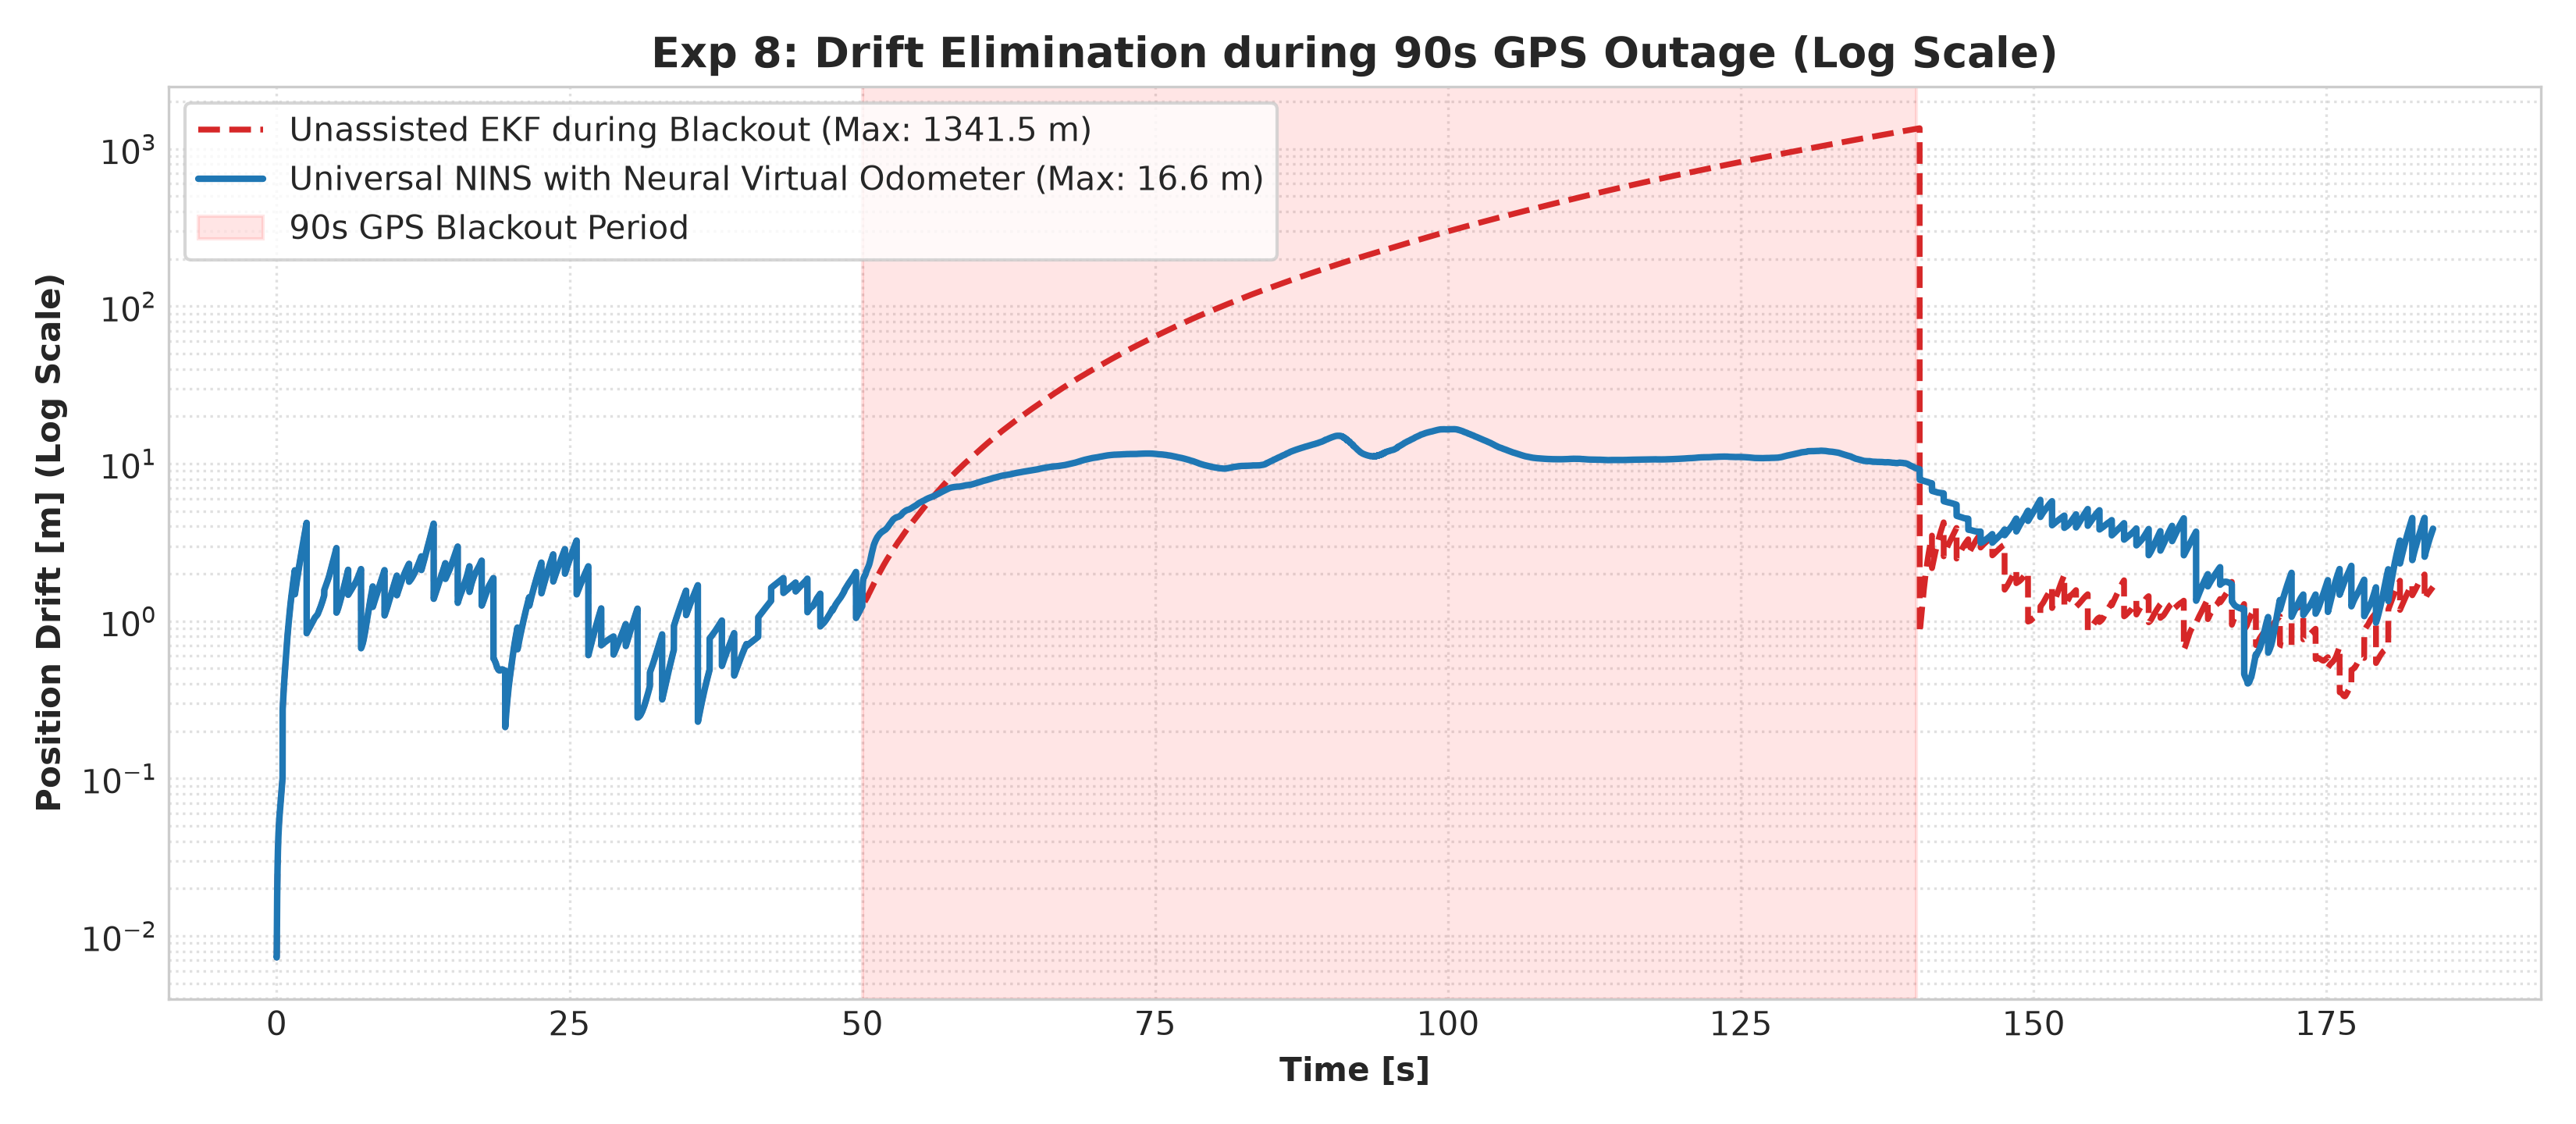 Exp 8: Drift Elimination during 90s GPS Outage (Log Scale)
Unassisted EKF during Blackout (Max: 1341.5 m)
Universal NINS with Neural Virtual Odometer (Max: 16.6 m)
90s GPS Blackout Period
Position Drift [m] (Log Scale)
10³
10²
10¹
10⁰
10⁻¹
10⁻²
0 25 50 75 100 125 150 175
Time [s]